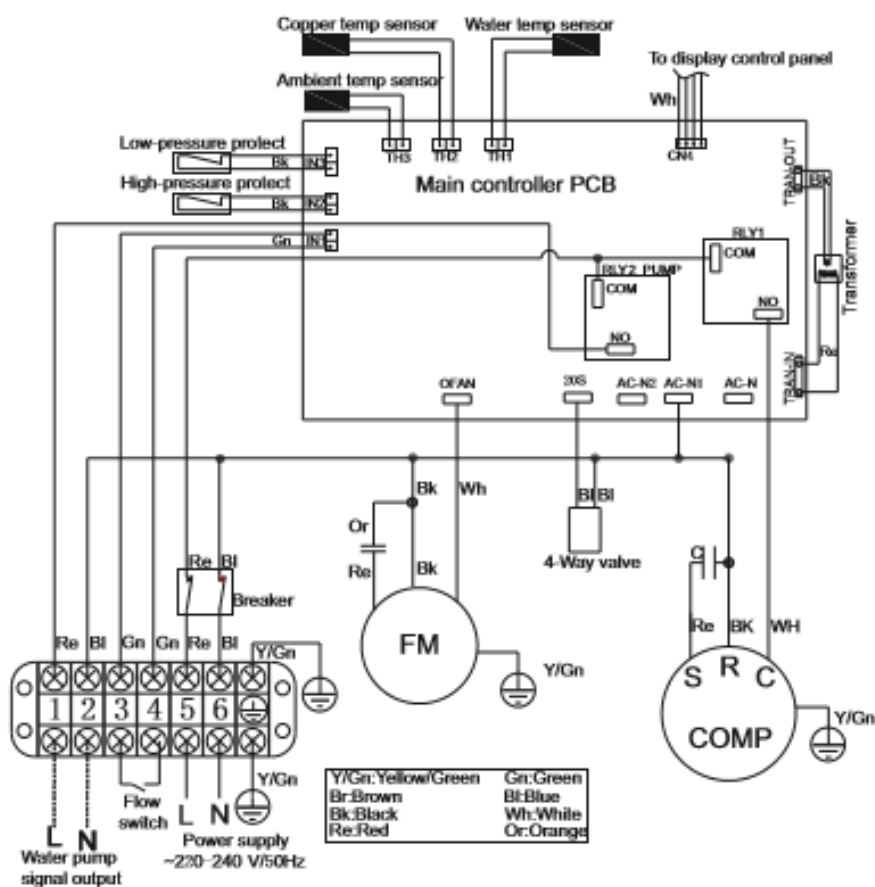 Copper temp sensor
Water temp sensor
To display control panel
Ambient temp sensor
Wh
Low-pressure protect
Bk IN3
TH3 TH2 TH1 CN4
TRAN-OUT
Bk
High-pressure protect
Bk IN2
Main controller PCB
Gn IN1
RLY1
COM
RLY2 PUMP
COM
Transformer
NO
NO
Re
TRAN-IN
OFAN 20S AC-N2 AC-N1 AC-N
Bk Wh
Bl Bl
Or
4-Way valve
Re Bl
Re Bk
Breaker
Re BK WH
Re Bl Gn Gn Re Bl Y/Gn
FM
Y/Gn
S R C
1 2 3 4 5 6
COMP
Y/Gn
Y/Gn
Flow
switch
L N
L N
Power supply
~220-240 V/50Hz
Water pump
signal output
Y/Gn:Yellow/Green Gn:Green
Br:Brown Bl:Blue
Bk:Black Wh:White
Re:Red Or:Orange